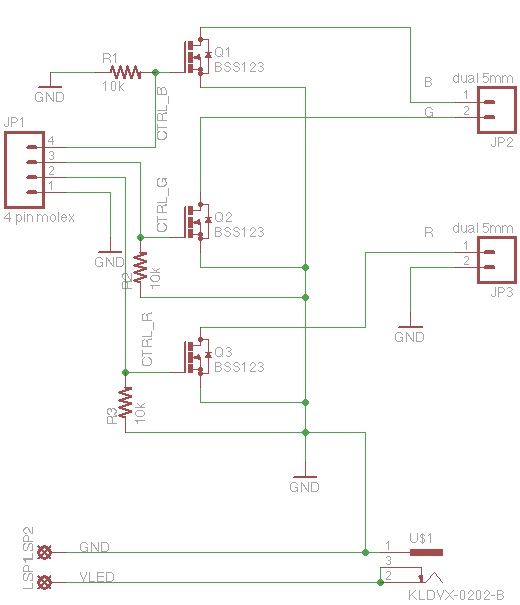 R1
10k
GND
Q1
BSS123
CTRL_B
B
G
dual 5mm
1
2
JP2
JP1
4
3
2
1
4 pin molex
CTRL_G
Q2
BSS123
GND
R2
10k
R
dual 5mm
1
2
JP3
GND
CTRL_R
Q3
BSS123
R3
10k
GND
LSP2
GND
LSP1
VLED
U$1
1
3
2
KLDVX-0202-B